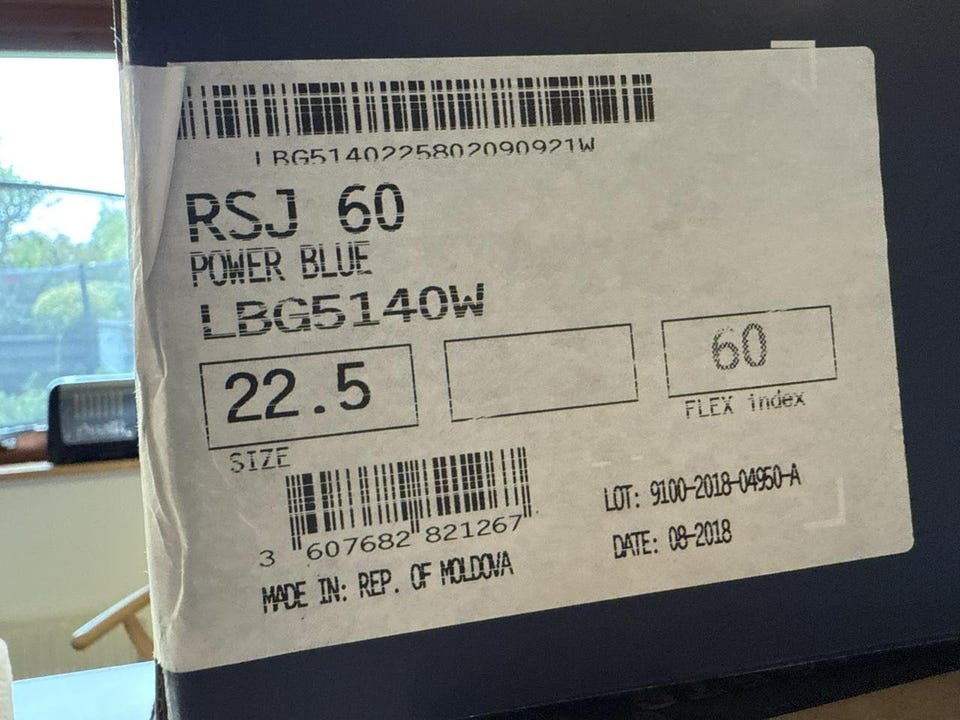 LBG5140225802090921W
RSJ 60
POWER BLUE
LBG5140W
22.5
60
SIZE
FLEX index
3 607682 821267
LOT: 9100-2018-04950-A
DATE: 08-2018
MADE IN: REP. OF MOLDOVA